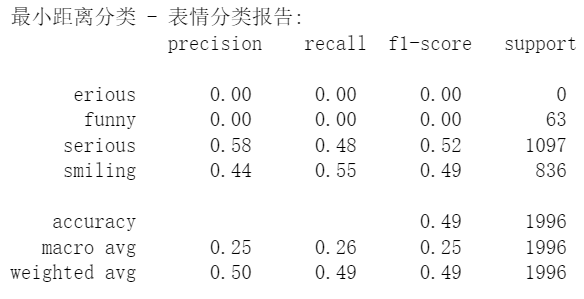 最小距离分类 - 表情分类报告:
precision recall f1-score support
erious 0.00 0.00 0.00 0
funny 0.00 0.00 0.00 63
serious 0.58 0.48 0.52 1097
smiling 0.44 0.55 0.49 836
accuracy 0.49 1996
macro avg 0.25 0.26 0.25 1996
weighted avg 0.50 0.49 0.49 1996